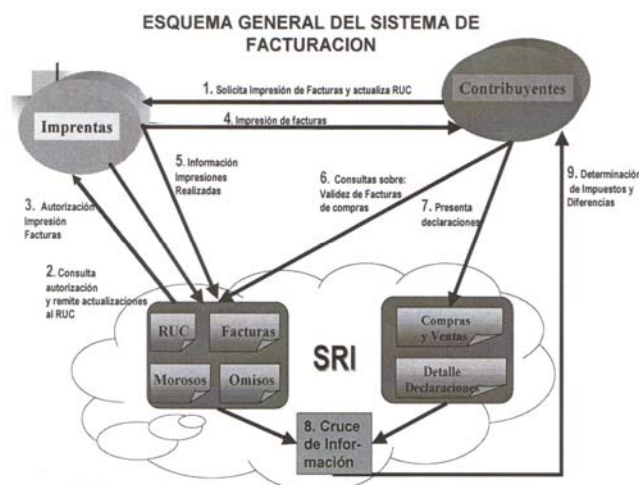 ESQUEMA GENERAL DEL SISTEMA DE
FACTURACION
1. Solicita Impresión de Facturas y actualiza RUC
Contribuyentes
Imprentas
4. Impresión de facturas
5. Información
Impresiones
Realizadas
6. Consultas sobre:
Validez de Facturas
de compras
7. Presenta
declaraciones
9. Determinación
de Impuestos y
Diferencias
3. Autorización
Impresión
Facturas
2. Consulta
autorización
y remite actualizaciones
al RUC
RUC
Facturas
Morosos
Omisos
SRI
Compras
y Ventas
Detalle
Declaraciones
8. Cruce
de Infor-
mación